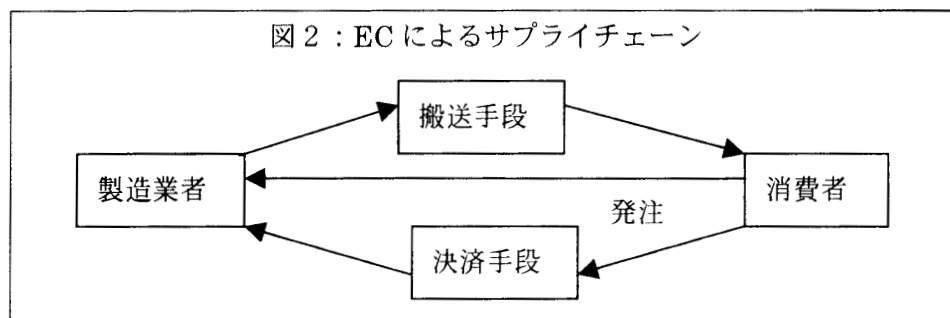 図2：ECによるサプライチェーン
搬送手段
製造業者
消費者
発注
決済手段